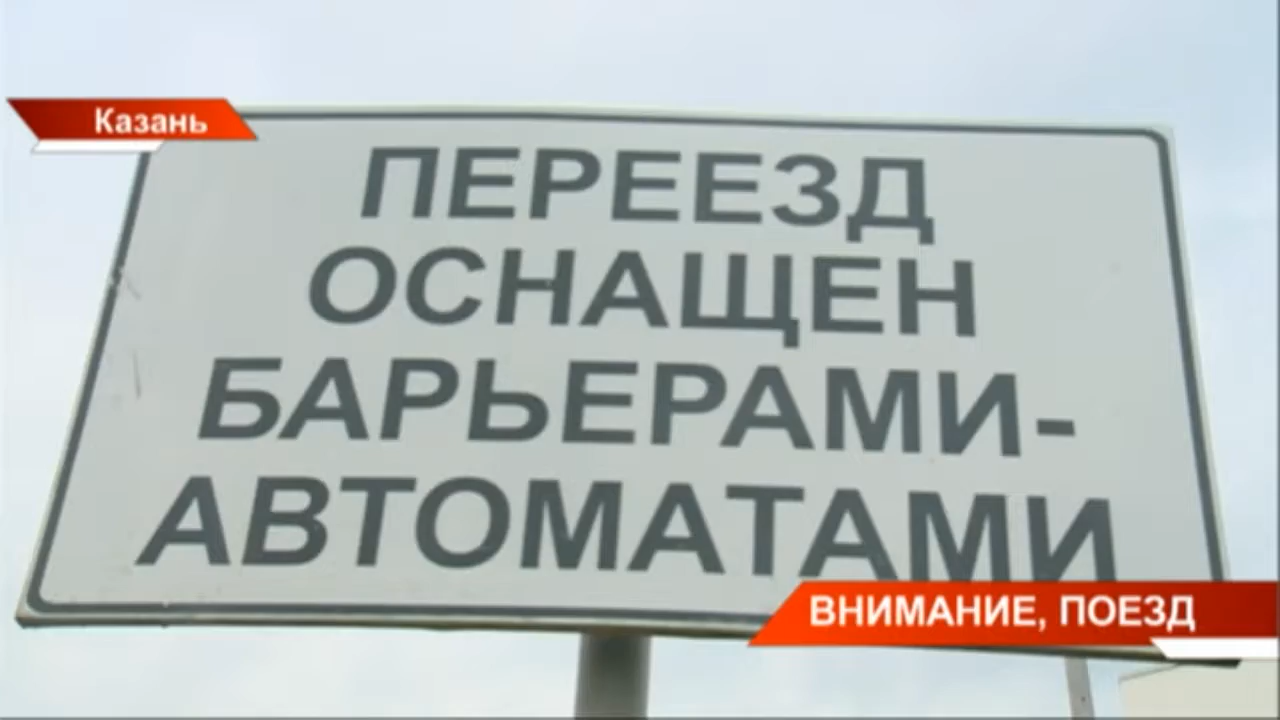 Казань
ПЕРЕЕЗД
ОСНАЩЕН
БАРЬЕРАМИ-
АВТОМАТАМИ
ВНИМАНИЕ, ПОЕЗД